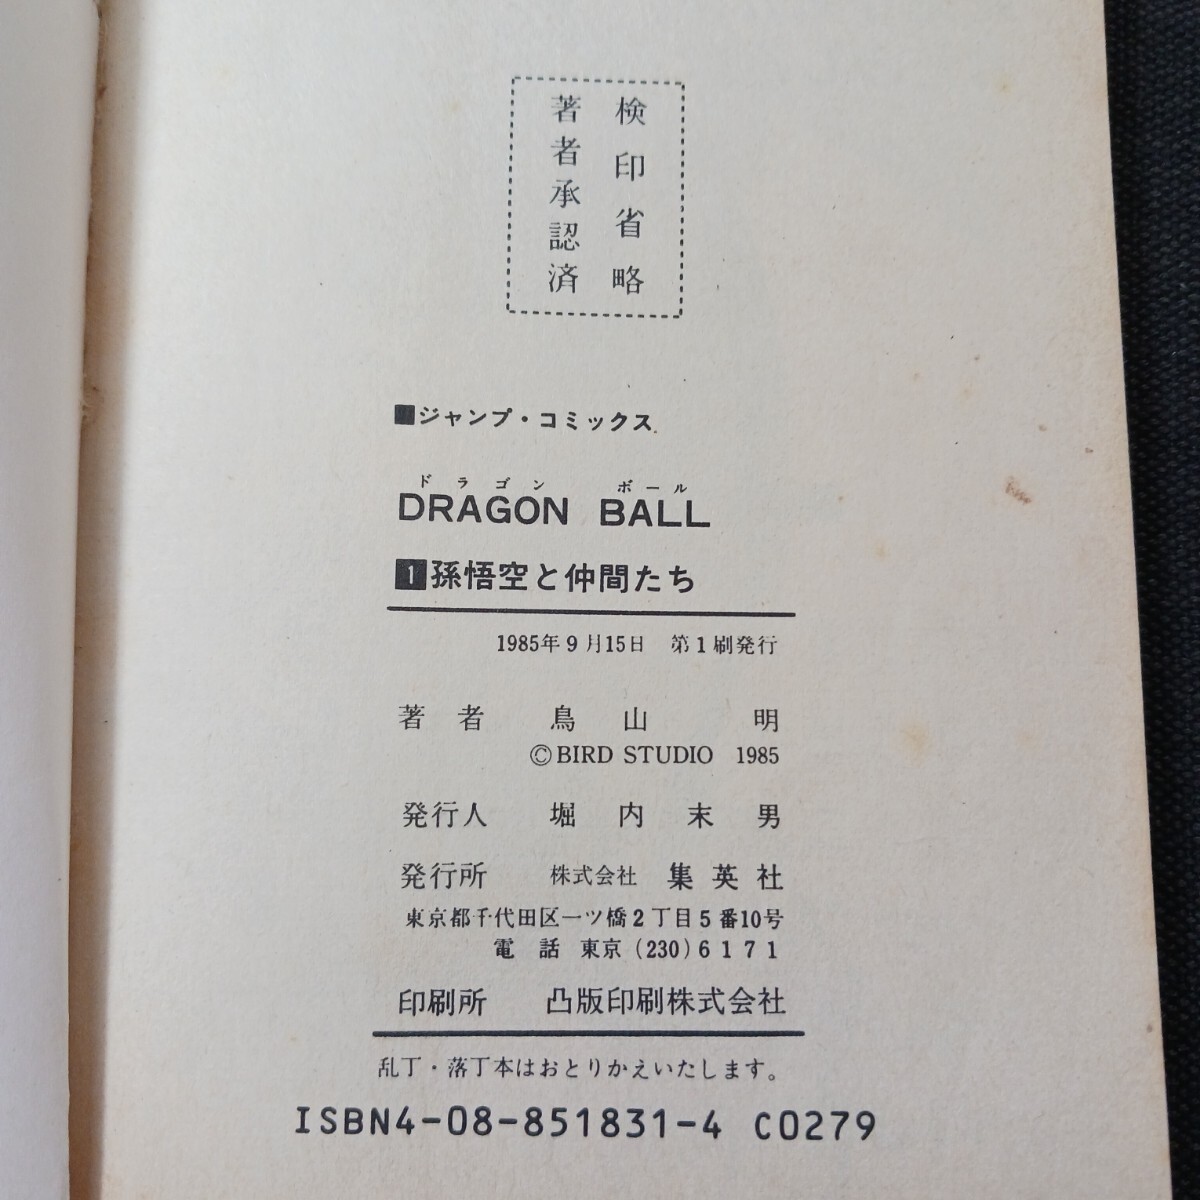 検印省略
著者承認済
■ジャンプ・コミックス
ドラゴン ボール
DRAGON BALL
1孫悟空と仲間たち
1985年9月15日 第1刷発行
著者 鳥山 明
©BIRD STUDIO 1985
発行人 堀内末男
発行所 株式会社 集英社
東京都千代田区一ツ橋2丁目5番10号
電話 東京(230)6171
印刷所 凸版印刷株式会社
乱丁・落丁本はおとりかえいたします。
ISBN4-08-851831-4 C0279